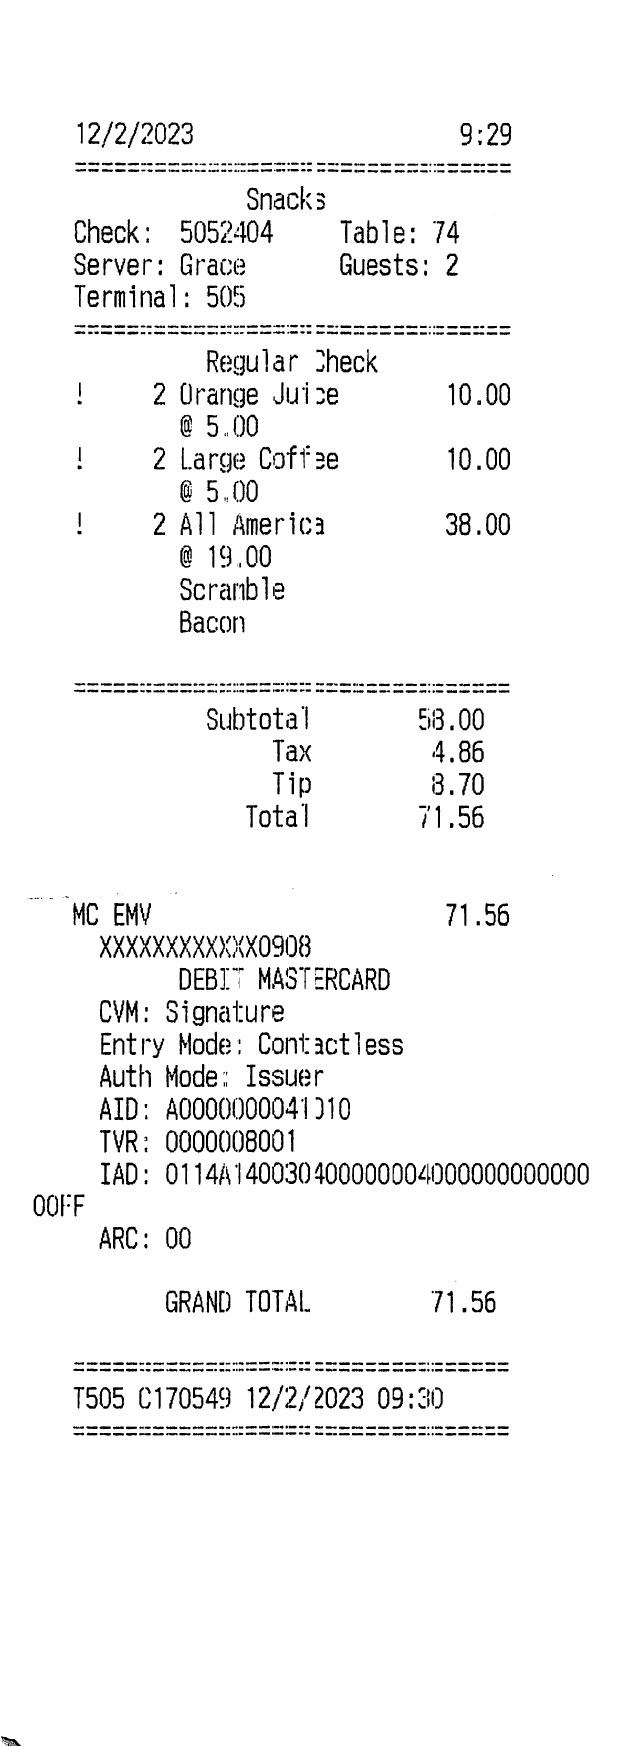 12/2/2023 9:29
========================================
Snacks
Check: 5052404 Table: 74
Server: Grace Guests: 2
Terminal: 505
========================================
Regular Check
! 2 Orange Juice 10.00
@ 5.00
! 2 Large Coffee 10.00
@ 5.00
! 2 All America 38.00
@ 19.00
Scramble
Bacon
========================================
Subtotal 58.00
Tax 4.86
Tip 8.70
Total 71.56
MC EMV 71.56
XXXXXXXXXXXX0908
DEBIT MASTERCARD
CVM: Signature
Entry Mode: Contactless
Auth Mode: Issuer
AID: A0000000041010
TVR: 0000008001
IAD: 0114A140030400000004000000000000
00FF
ARC: 00
GRAND TOTAL 71.56
========================================
T505 C170549 12/2/2023 09:30
========================================